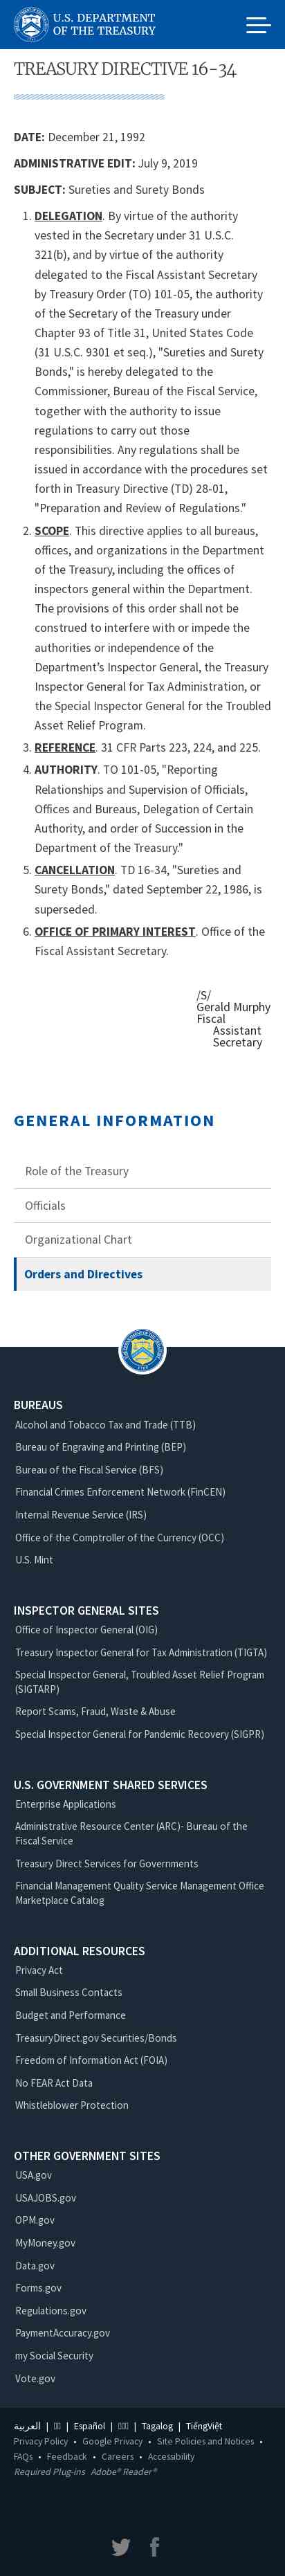 U.S. DEPARTMENT
OF THE TREASURY
TREASURY DIRECTIVE 16-34
DATE: December 21, 1992
ADMINISTRATIVE EDIT: July 9, 2019
SUBJECT: Sureties and Surety Bonds
1. DELEGATION. By virtue of the authority
vested in the Secretary under 31 U.S.C.
321(b), and by virtue of the authority
delegated to the Fiscal Assistant Secretary
by Treasury Order (TO) 101-05, the authority
of the Secretary of the Treasury under
Chapter 93 of Title 31, United States Code
(31 U.S.C. 9301 et seq.), "Sureties and Surety
Bonds," is hereby delegated to the
Commissioner, Bureau of the Fiscal Service,
together with the authority to issue
regulations to carry out those
responsibilities. Any regulations shall be
issued in accordance with the procedures set
forth in Treasury Directive (TD) 28-01,
"Preparation and Review of Regulations."
2. SCOPE. This directive applies to all bureaus,
offices, and organizations in the Department
of the Treasury, including the offices of
inspectors general within the Department.
The provisions of this order shall not be
construed to interfere with or impede the
authorities or independence of the
Department's Inspector General, the Treasury
Inspector General for Tax Administration, or
the Special Inspector General for the Troubled
Asset Relief Program.
3. REFERENCE. 31 CFR Parts 223, 224, and 225.
4. AUTHORITY. TO 101-05, "Reporting
Relationships and Supervision of Officials,
Offices and Bureaus, Delegation of Certain
Authority, and order of Succession in the
Department of the Treasury."
5. CANCELLATION. TD 16-34, "Sureties and
Surety Bonds," dated September 22, 1986, is
superseded.
6. OFFICE OF PRIMARY INTEREST. Office of the
Fiscal Assistant Secretary.
/S/
Gerald Murphy
Fiscal
Assistant
Secretary
GENERAL INFORMATION
Role of the Treasury
Officials
Organizational Chart
Orders and Directives
BUREAUS
Alcohol and Tobacco Tax and Trade (TTB)
Bureau of Engraving and Printing (BEP)
Bureau of the Fiscal Service (BFS)
Financial Crimes Enforcement Network (FinCEN)
Internal Revenue Service (IRS)
Office of the Comptroller of the Currency (OCC)
U.S. Mint
INSPECTOR GENERAL SITES
Office of Inspector General (OIG)
Treasury Inspector General for Tax Administration (TIGTA)
Special Inspector General, Troubled Asset Relief Program
(SIGTARP)
Report Scams, Fraud, Waste & Abuse
Special Inspector General for Pandemic Recovery (SIGPR)
U.S. GOVERNMENT SHARED SERVICES
Enterprise Applications
Administrative Resource Center (ARC)- Bureau of the
Fiscal Service
Treasury Direct Services for Governments
Financial Management Quality Service Management Office
Marketplace Catalog
ADDITIONAL RESOURCES
Privacy Act
Small Business Contacts
Budget and Performance
TreasuryDirect.gov Securities/Bonds
Freedom of Information Act (FOIA)
No FEAR Act Data
Whistleblower Protection
OTHER GOVERNMENT SITES
USA.gov
USAJOBS.gov
OPM.gov
MyMoney.gov
Data.gov
Forms.gov
Regulations.gov
PaymentAccuracy.gov
my Social Security
Vote.gov
العربية | | Español | | Tagalog | TiếngViệt
Privacy Policy • Google Privacy • Site Policies and Notices •
FAQs • Feedback • Careers • Accessibility
Required Plug-ins Adobe® Reader®